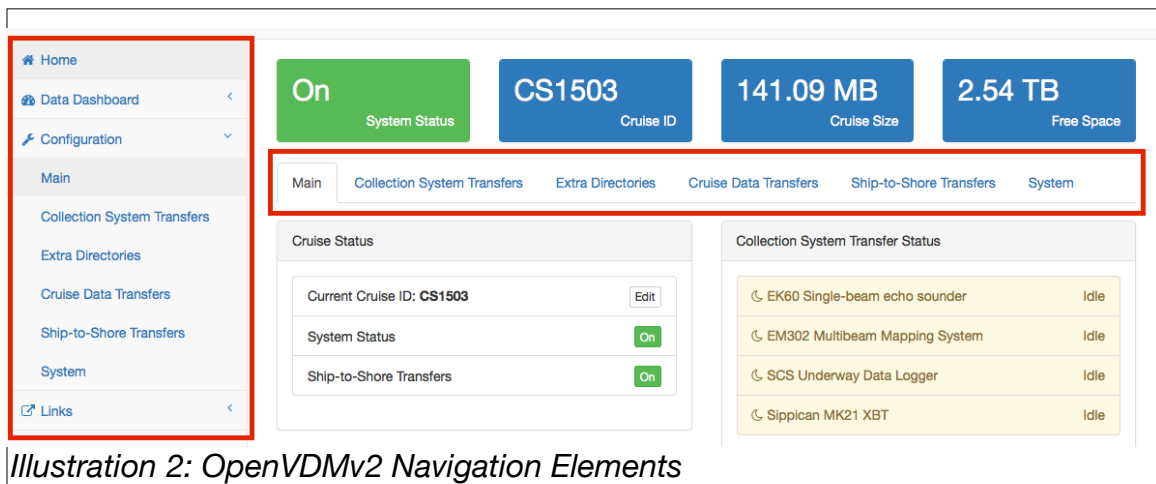 Home
Data Dashboard
Configuration
Main
Collection System Transfers
Extra Directories
Cruise Data Transfers
Ship-to-Shore Transfers
System
Links
On
System Status
CS1503
Cruise ID
141.09 MB
Cruise Size
2.54 TB
Free Space
Main Collection System Transfers Extra Directories Cruise Data Transfers Ship-to-Shore Transfers System
Cruise Status
Current Cruise ID: CS1503 Edit
System Status On
Ship-to-Shore Transfers On
Collection System Transfer Status
EK60 Single-beam echo sounder Idle
EM302 Multibeam Mapping System Idle
SCS Underway Data Logger Idle
Sippican MK21 XBT Idle
Illustration 2: OpenVDMv2 Navigation Elements